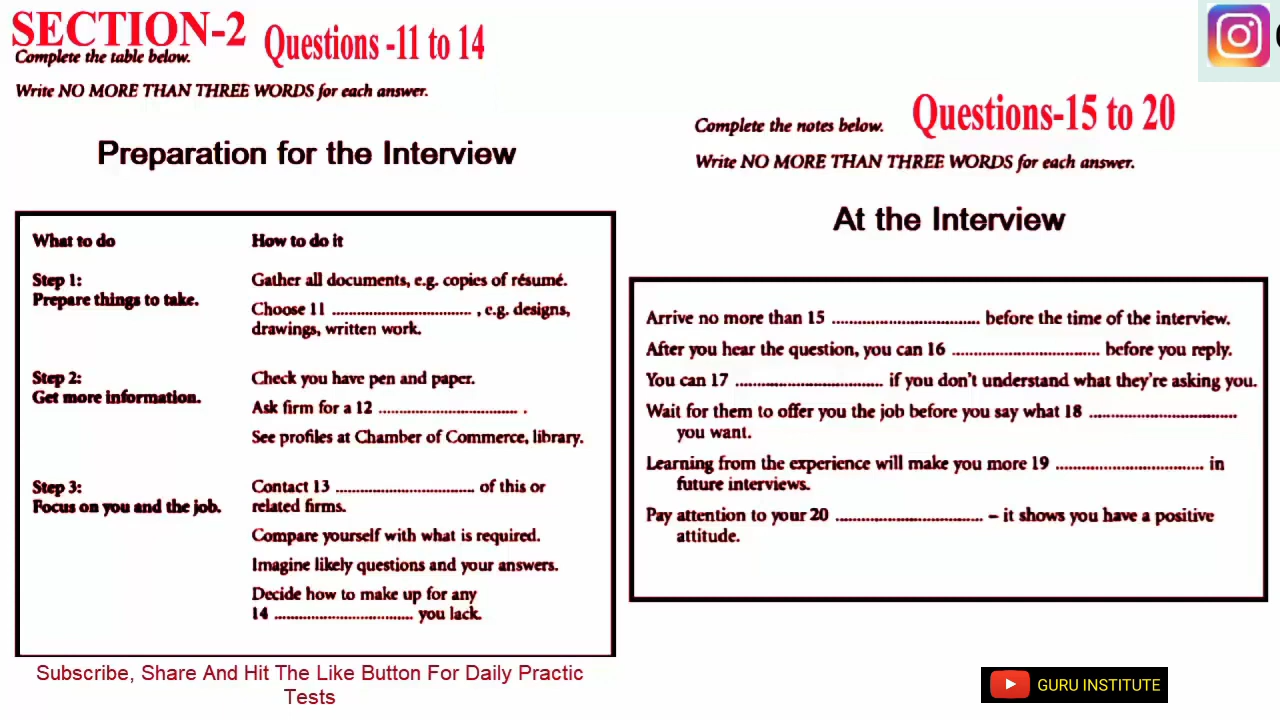 SECTION-2 Questions -11 to 14
Complete the table below.
Write NO MORE THAN THREE WORDS for each answer.
Preparation for the Interview
What to do How to do it
Step 1: Gather all documents, e.g. copies of résumé.
Prepare things to take.
Choose 11 .................................. , e.g. designs,
drawings, written work.
Step 2: Check you have pen and paper.
Get more information.
Ask firm for a 12 .................................. .
See profiles at Chamber of Commerce, library.
Step 3: Contact 13 .................................. of this or
Focus on you and the job. related firms.
Compare yourself with what is required.
Imagine likely questions and your answers.
Decide how to make up for any
14 .................................. you lack.
Subscribe, Share And Hit The Like Button For Daily Practic
Tests
Questions-15 to 20
Complete the notes below.
Write NO MORE THAN THREE WORDS for each answer.
At the Interview
Arrive no more than 15 .................................... before the time of the interview.
After you hear the question, you can 16 .................................... before you reply.
You can 17 .................................... if you don't understand what they're asking you.
Wait for them to offer you the job before you say what 18 ....................................
you want.
Learning from the experience will make you more 19 .................................... in
future interviews.
Pay attention to your 20 .................................... – it shows you have a positive
attitude.
GURU INSTITUTE